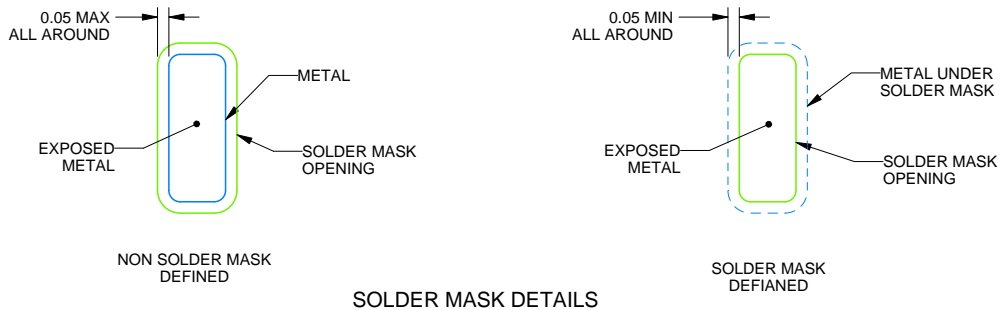 0.05 MAX
ALL AROUND
METAL
EXPOSED
METAL
SOLDER MASK
OPENING
NON SOLDER MASK
DEFINED
0.05 MIN
ALL AROUND
METAL UNDER
SOLDER MASK
EXPOSED
METAL
SOLDER MASK
OPENING
SOLDER MASK
DEFIANED
SOLDER MASK DETAILS